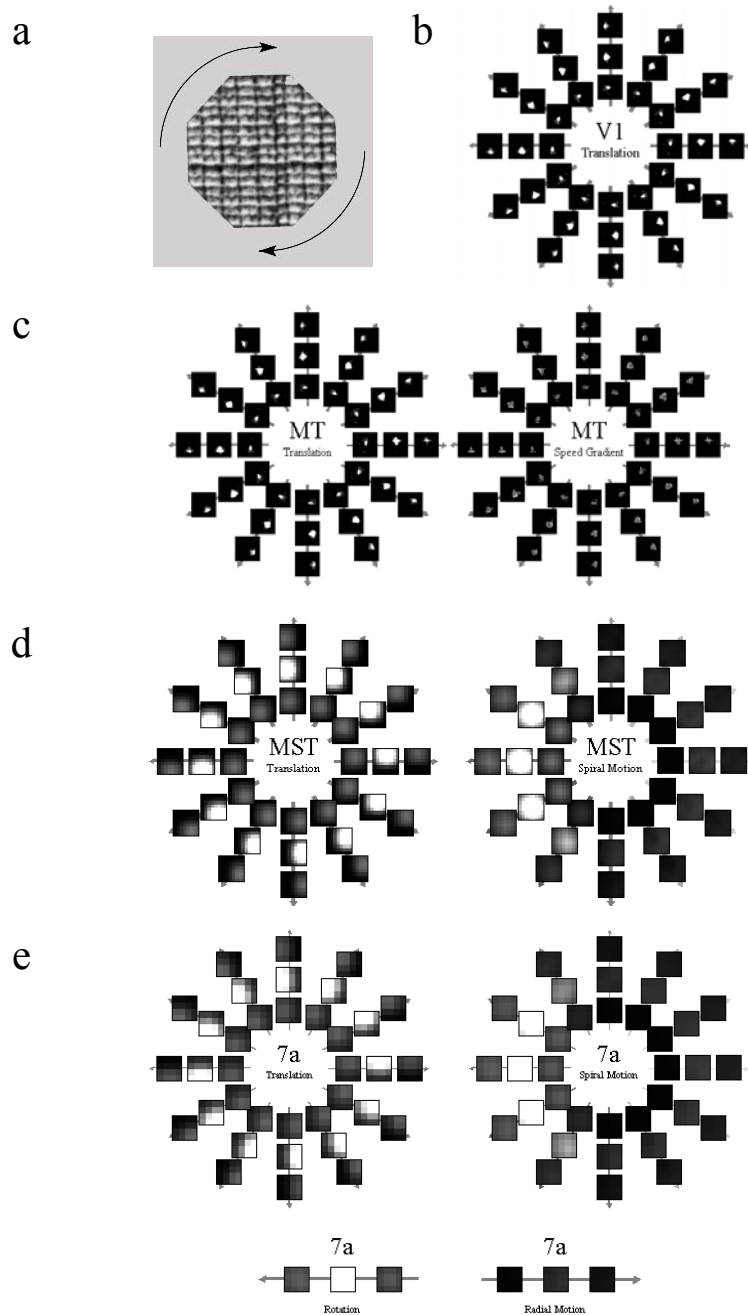 a
b
V1
Translation
c
MT
Translation
MT
Speed Gradient
d
MST
Translation
MST
Spiral Motion
e
7a
Translation
7a
Spiral Motion
7a
Rotation
7a
Radial Motion